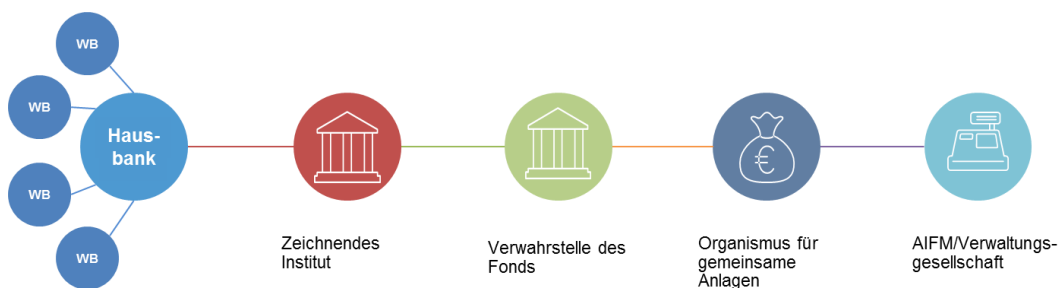 WB
WB
Haus-
bank
WB
WB
€
Zeichnendes
Institut
Verwahrstelle des
Fonds
Organismus für
gemeinsame
Anlagen
AIFM/Verwaltungs-
gesellschaft